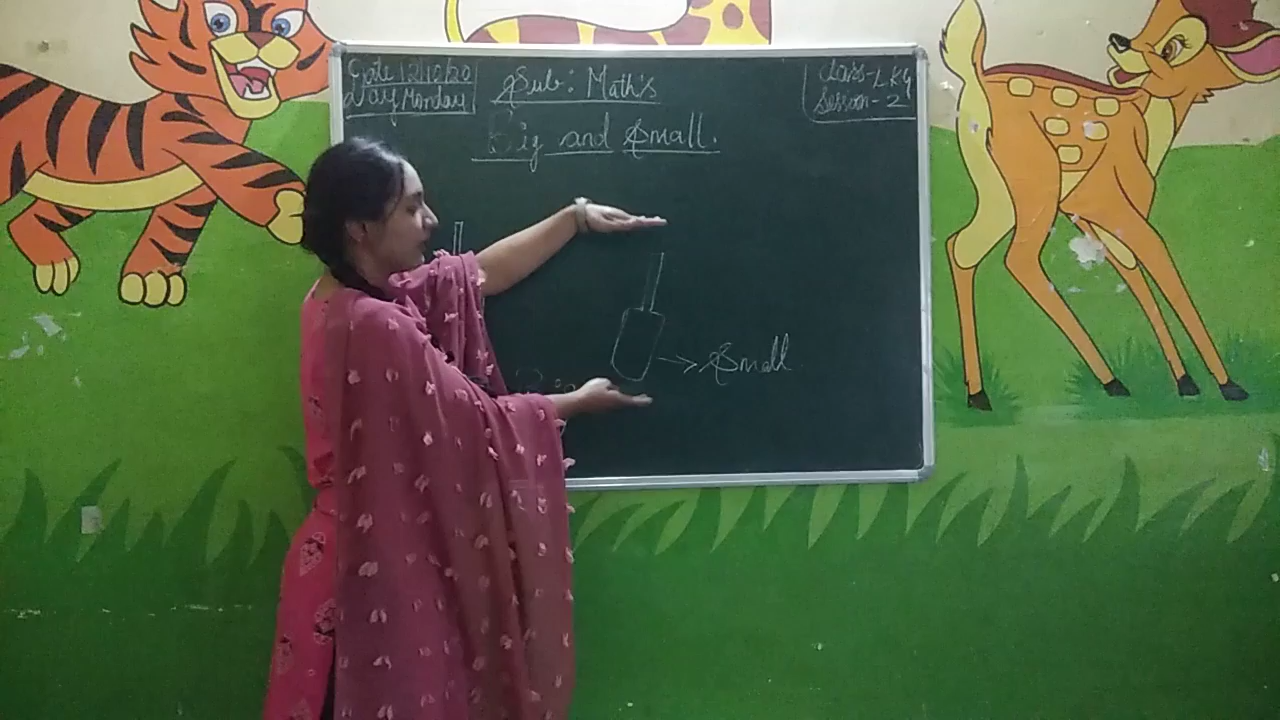 Date 12/10/20
Day Monday
Sub: Math's
Class-LKG
Session-2
Big and Small.
→ Small